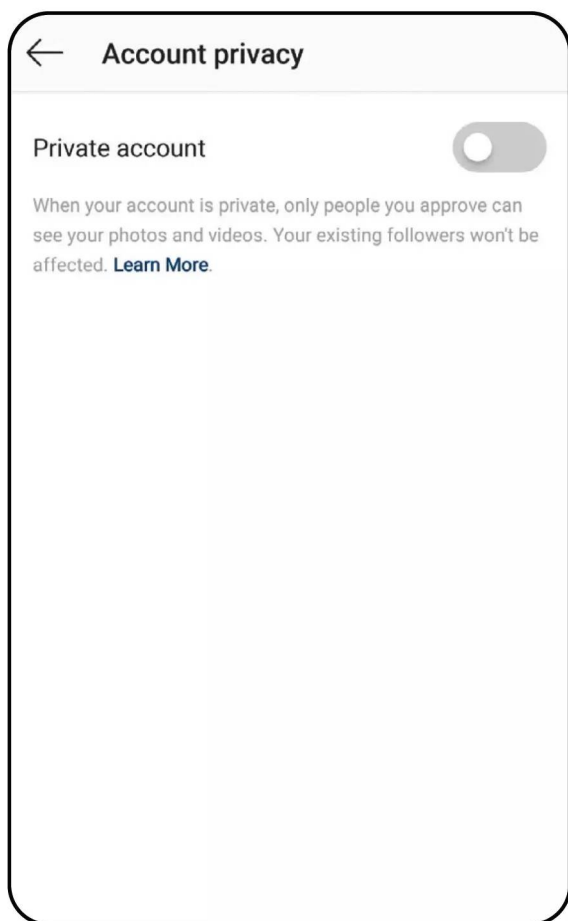 Account privacy
Private account
When your account is private, only people you approve can
see your photos and videos. Your existing followers won't be
affected. Learn More.